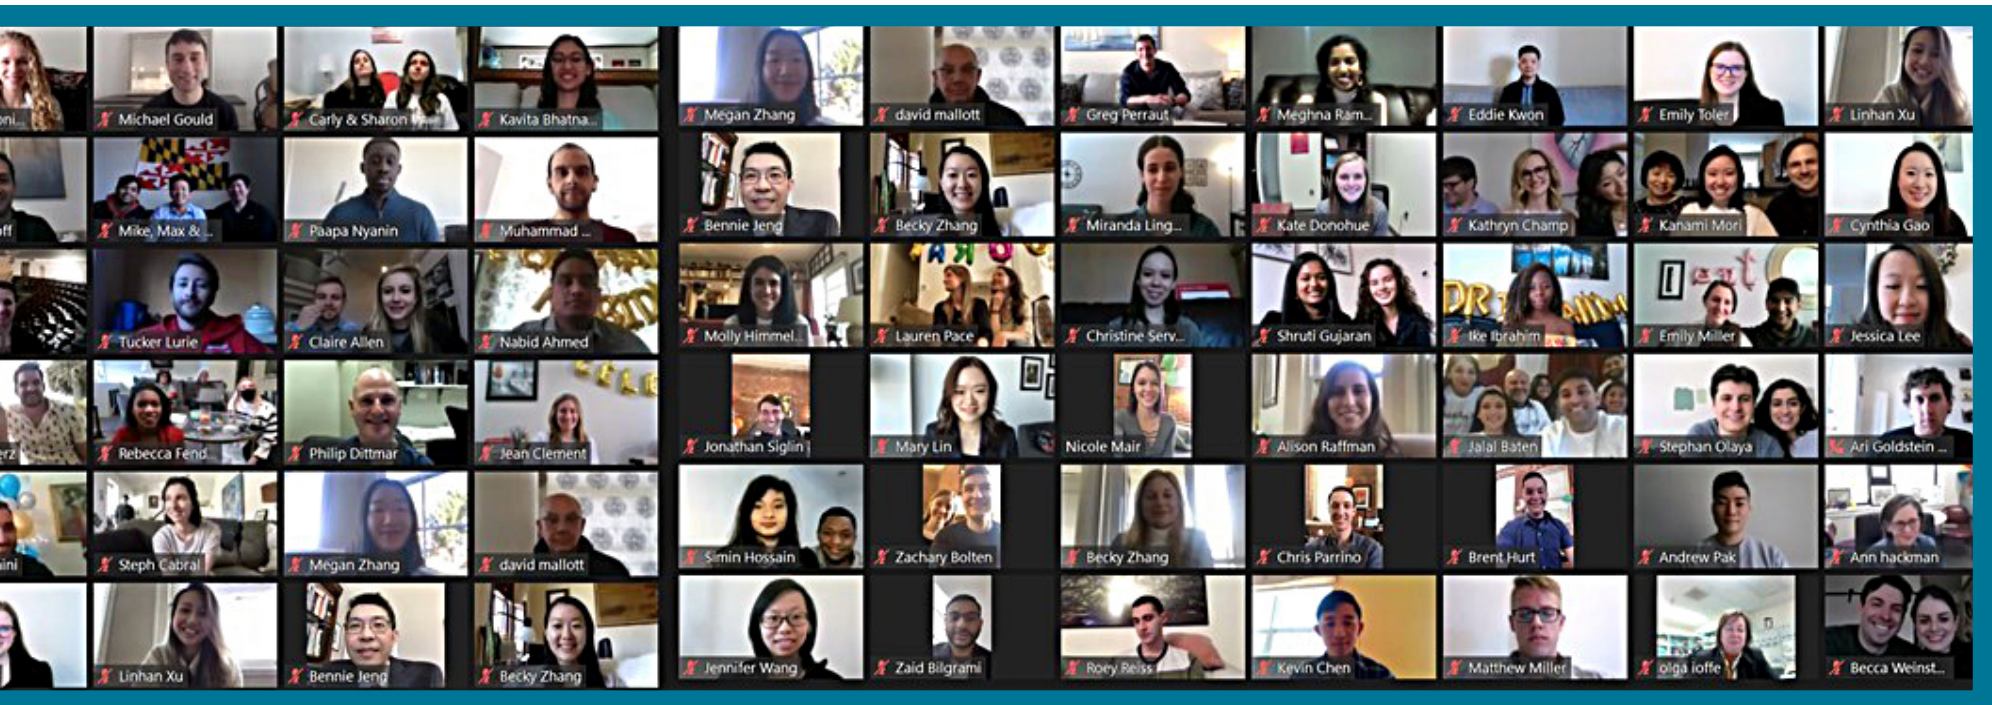 oni...
Michael Gould
Carly & Sharon
Kavita Bhatna...
Megan Zhang
david mallott
Greg Perraut
Meghna Ram...
Eddie Kwon
Emily Toler
Linhan Xu
off
Mike, Max & ...
Paapa Nyanin
Muhammad ...
Bennie Jeng
Becky Zhang
Miranda Ling...
Kate Donohue
Kathryn Champ
Kanami Mori
Cynthia Gao
Tucker Lurie
Claire Allen
Nabid Ahmed
Molly Himmel...
Lauren Pace
Christine Serv...
Shruti Gujaran
Ike Ibrahim
Emily Miller
Jessica Lee
erz
Rebecca Fend...
Philip Dittmar
Jean Clement
Jonathan Siglin
Mary Lin
Nicole Mair
Alison Raffman
Jalal Baten
Stephan Olaya
Ari Goldstein ...
ini
Steph Cabral
Megan Zhang
david mallott
Simin Hossain
Zachary Bolten
Becky Zhang
Chris Parrino
Brent Hurt
Andrew Pak
Ann hackman
Linhan Xu
Bennie Jeng
Becky Zhang
Jennifer Wang
Zaid Bilgrami
Roey Reiss
Kevin Chen
Matthew Miller
olga ioffe
Becca Weinst...